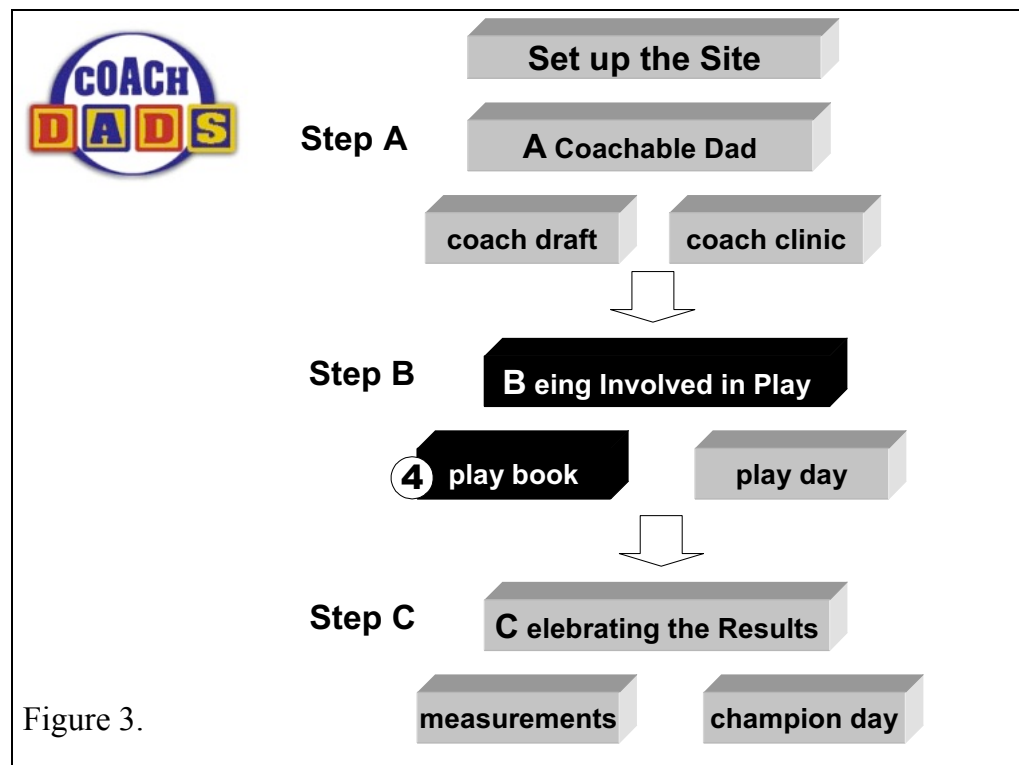 COACH
DADS
Set up the Site
Step A
A Coachable Dad
coach draft
coach clinic
Step B
B eing Involved in Play
4 play book
play day
Step C
C elebrating the Results
measurements
champion day
Figure 3.